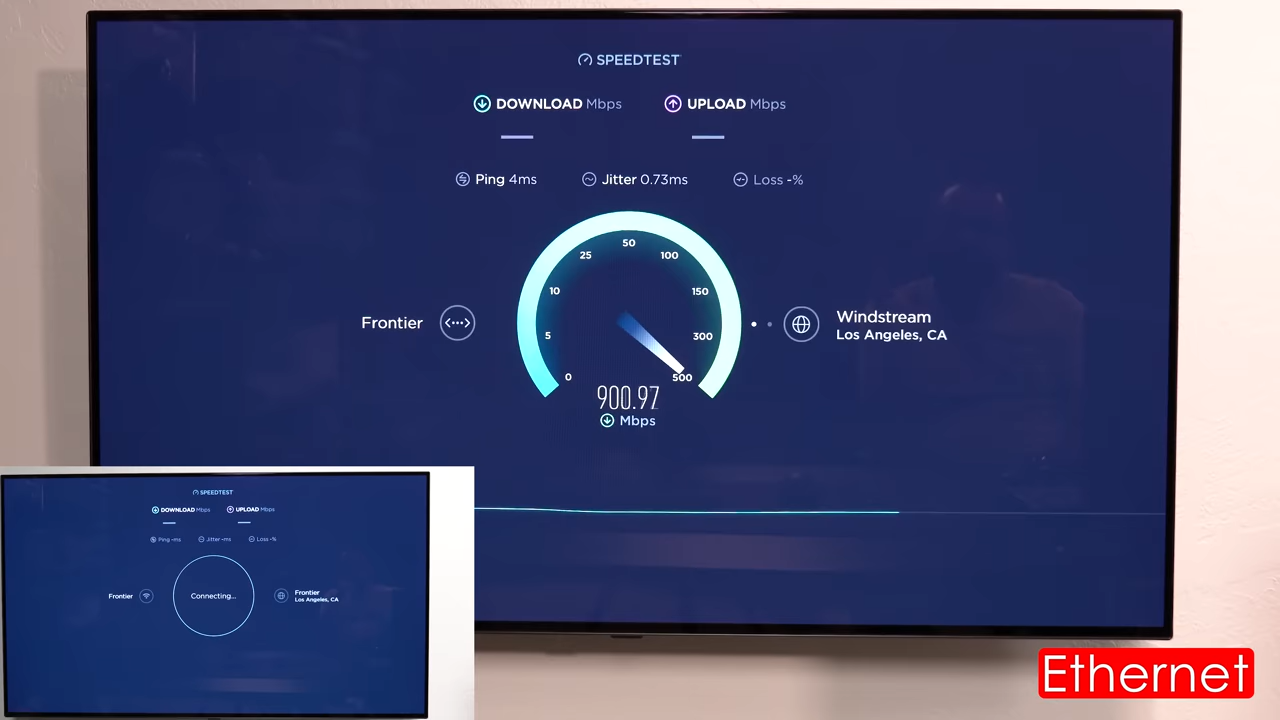 SPEEDTEST
DOWNLOAD Mbps UPLOAD Mbps
Ping 4ms Jitter 0.73ms Loss -%
50
25 100
10 150
Frontier Windstream
Los Angeles, CA
5 300
0 500
900.97
Mbps
SPEEDTEST
DOWNLOAD Mbps UPLOAD Mbps
Ping -ms Jitter -ms Loss -%
Frontier Connecting... Frontier
Los Angeles, CA
Ethernet